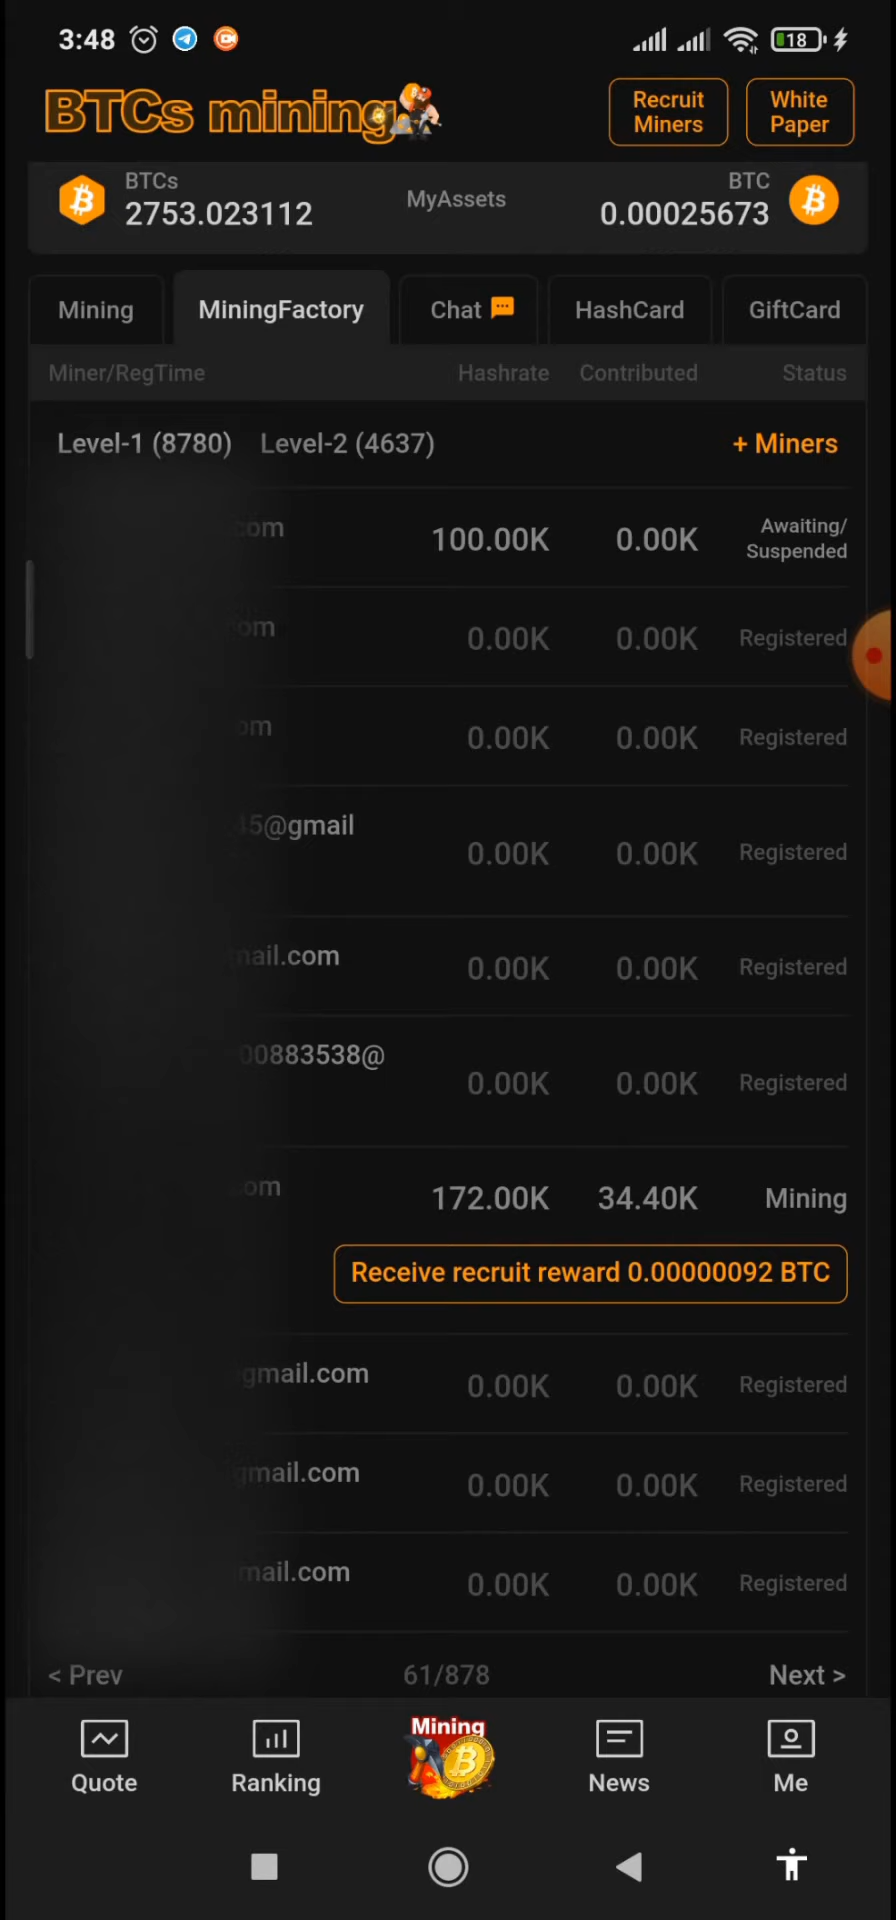 3:48
18
BTCs mining
Recruit
Miners
White
Paper
BTCs
2753.023112
MyAssets
BTC
0.00025673
Mining
MiningFactory
Chat
HashCard
GiftCard
Miner/RegTime
Hashrate
Contributed
Status
Level-1 (8780)
Level-2 (4637)
+ Miners
.com
100.00K
0.00K
Awaiting/
Suspended
om
0.00K
0.00K
Registered
om
0.00K
0.00K
Registered
45@gmail
0.00K
0.00K
Registered
mail.com
0.00K
0.00K
Registered
00883538@
0.00K
0.00K
Registered
om
172.00K
34.40K
Mining
Receive recruit reward 0.00000092 BTC
gmail.com
0.00K
0.00K
Registered
gmail.com
0.00K
0.00K
Registered
mail.com
0.00K
0.00K
Registered
< Prev
61/878
Next >
Mining
Quote
Ranking
News
Me